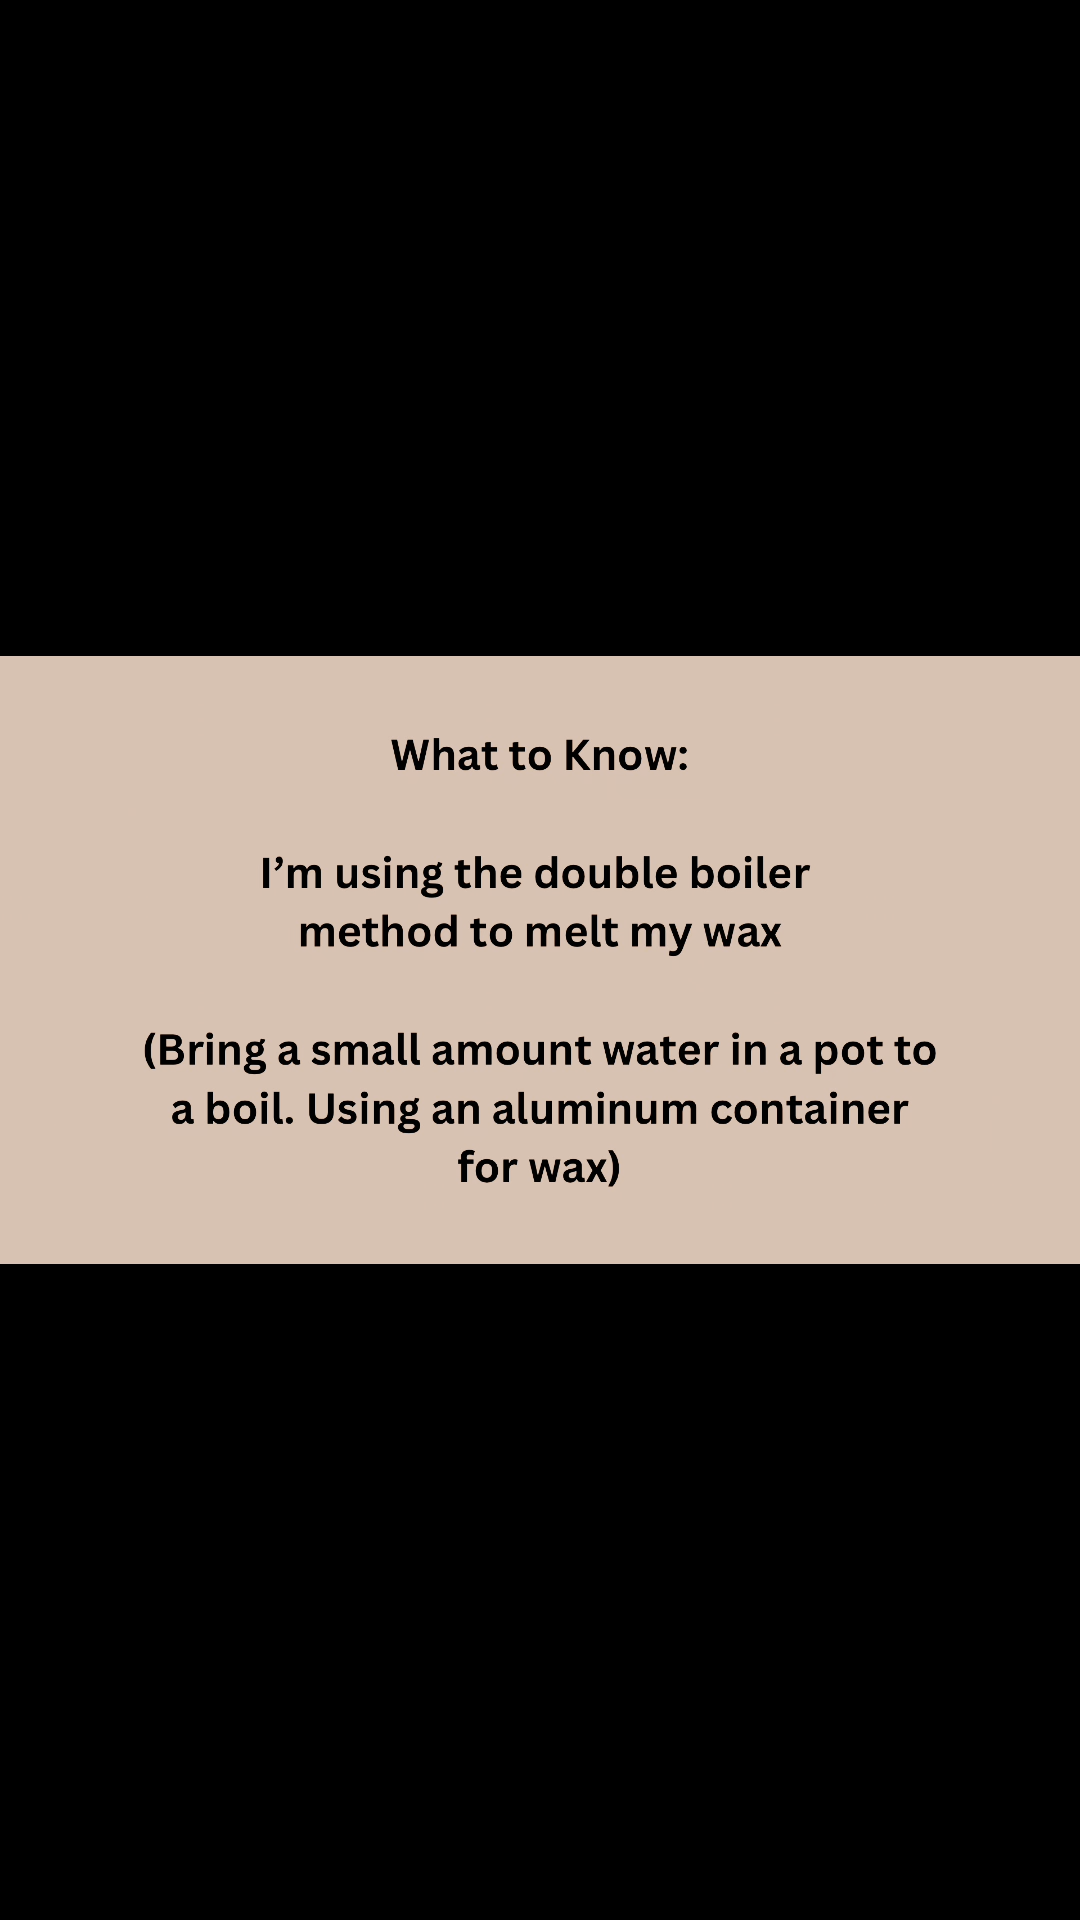 What to Know:
I’m using the double boiler
method to melt my wax
(Bring a small amount water in a pot to
a boil. Using an aluminum container
for wax)